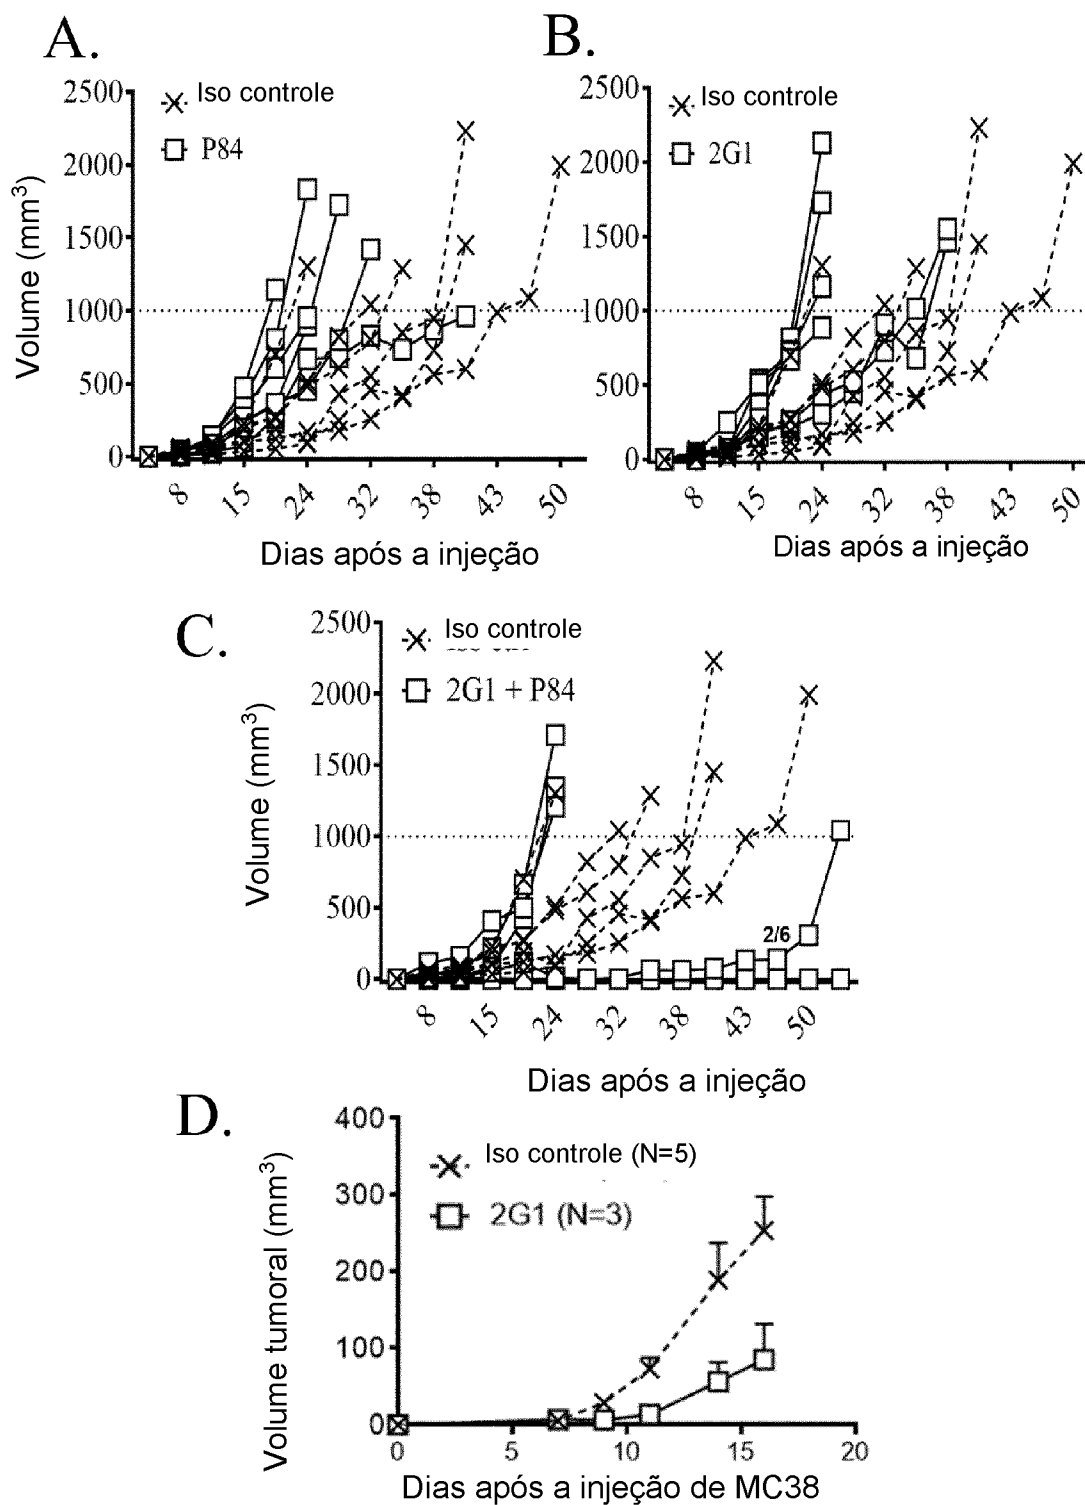 A.
2500
2000
1500
1000
500
0
Iso controle
P84
Volume (mm³)
8
15
24
32
38
43
50
Dias após a injeção
B.
2500
2000
1500
1000
500
0
Iso controle
2G1
8
15
24
32
38
43
50
Dias após a injeção
C.
2500
2000
1500
1000
500
0
Iso controle
2G1 + P84
Volume (mm³)
2/6
8
15
24
32
38
43
50
Dias após a injeção
D.
400
300
200
100
0
Iso controle (N=5)
2G1 (N=3)
Volume tumoral (mm³)
0
5
10
15
20
Dias após a injeção de MC38